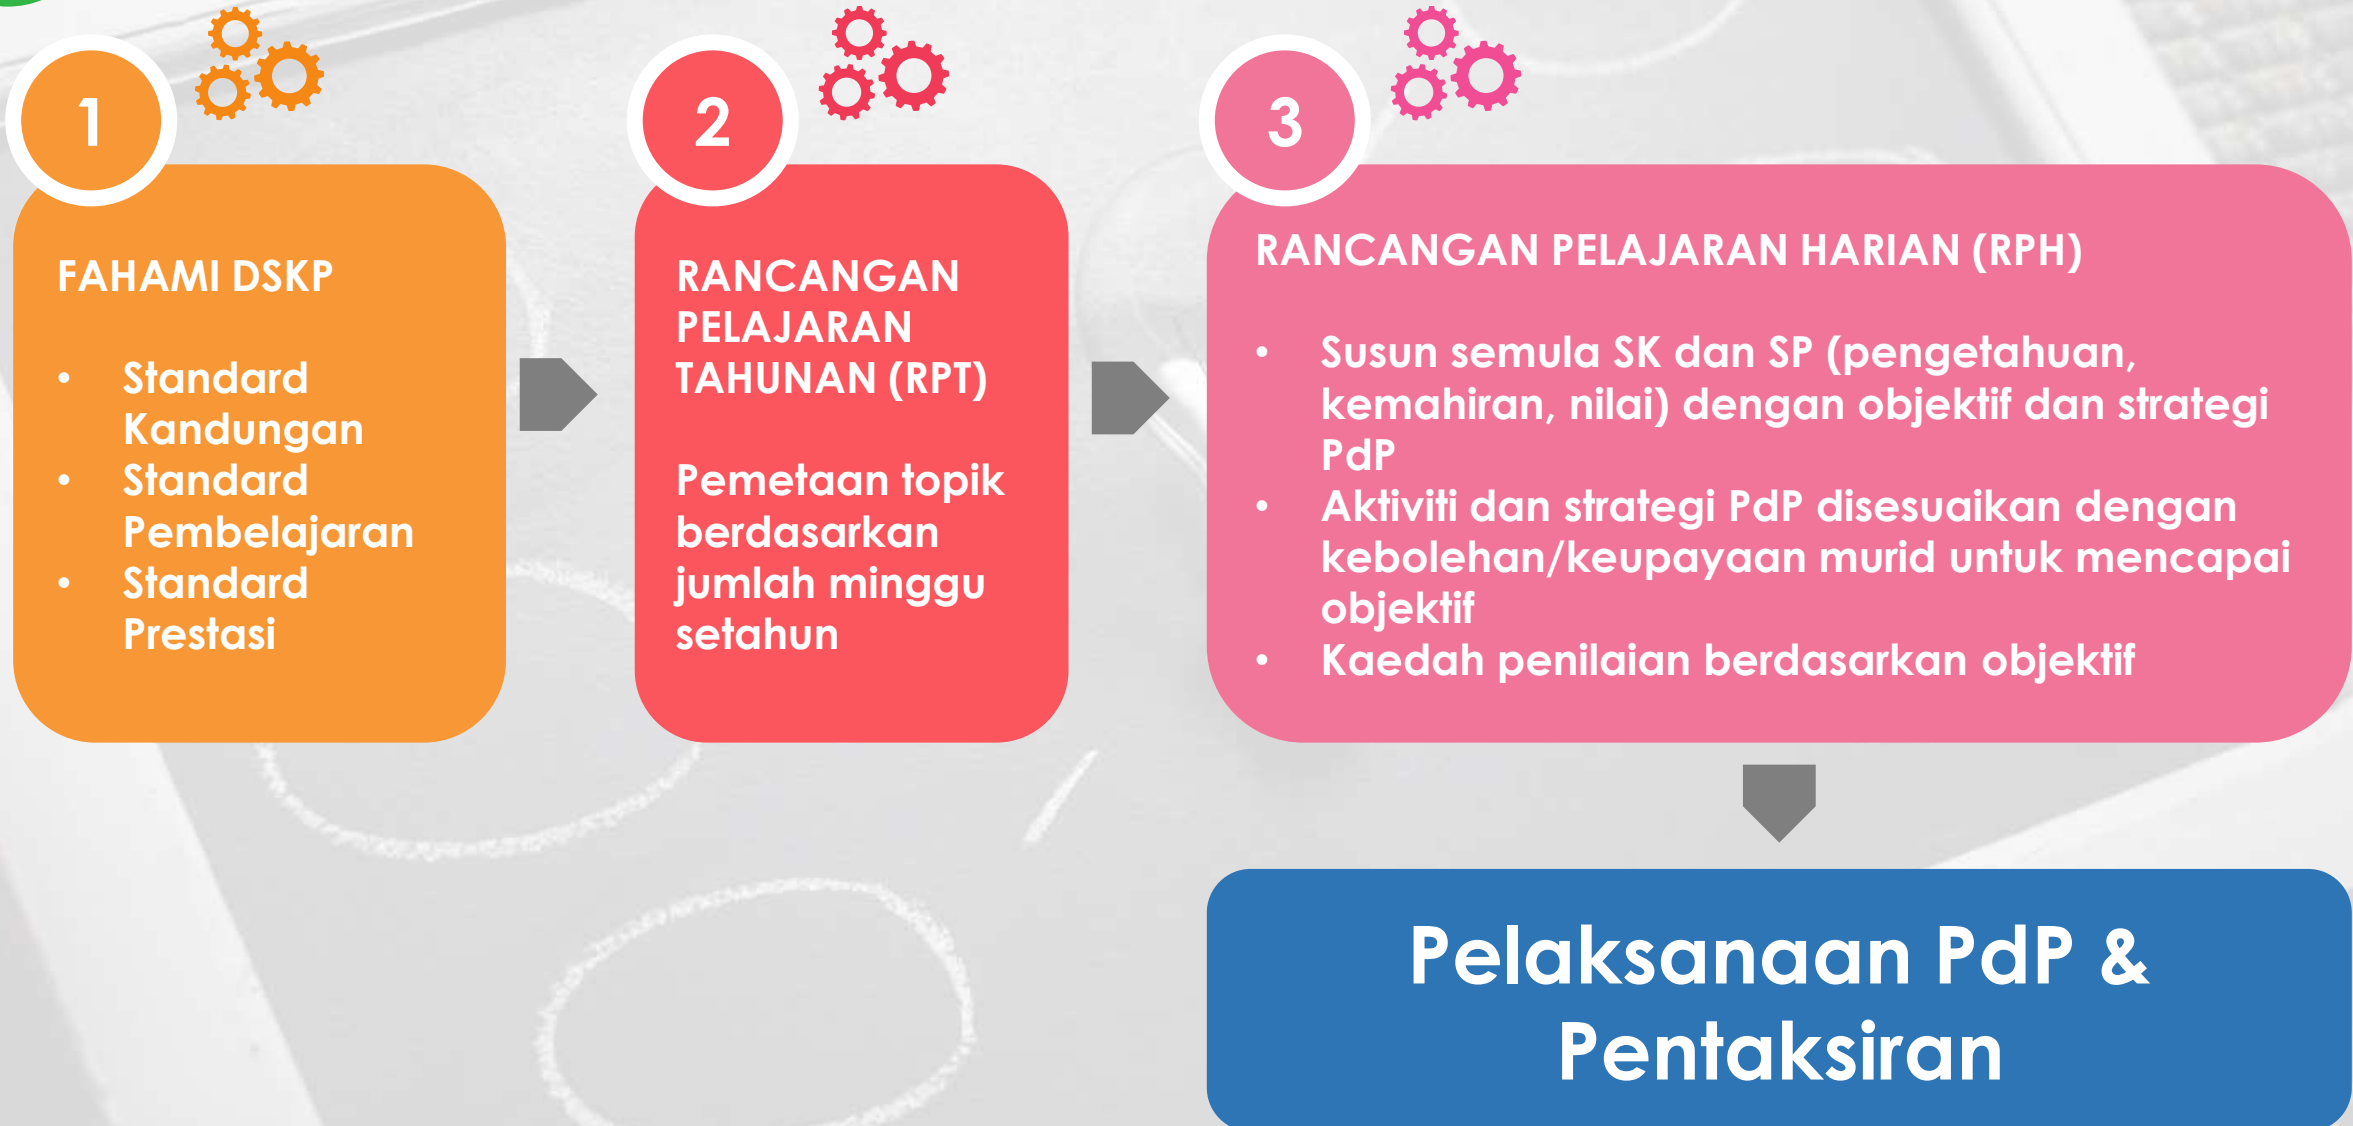 1
FAHAMI DSKP
• Standard
Kandungan
• Standard
Pembelajaran
• Standard
Prestasi
2
RANCANGAN
PELAJARAN
TAHUNAN (RPT)
Pemetaan topik
berdasarkan
jumlah minggu
setahun
3
RANCANGAN PELAJARAN HARIAN (RPH)
• Susun semula SK dan SP (pengetahuan,
kemahiran, nilai) dengan objektif dan strategi
PdP
• Aktiviti dan strategi PdP disesuaikan dengan
kebolehan/keupayaan murid untuk mencapai
objektif
• Kaedah penilaian berdasarkan objektif
Pelaksanaan PdP &
Pentaksiran